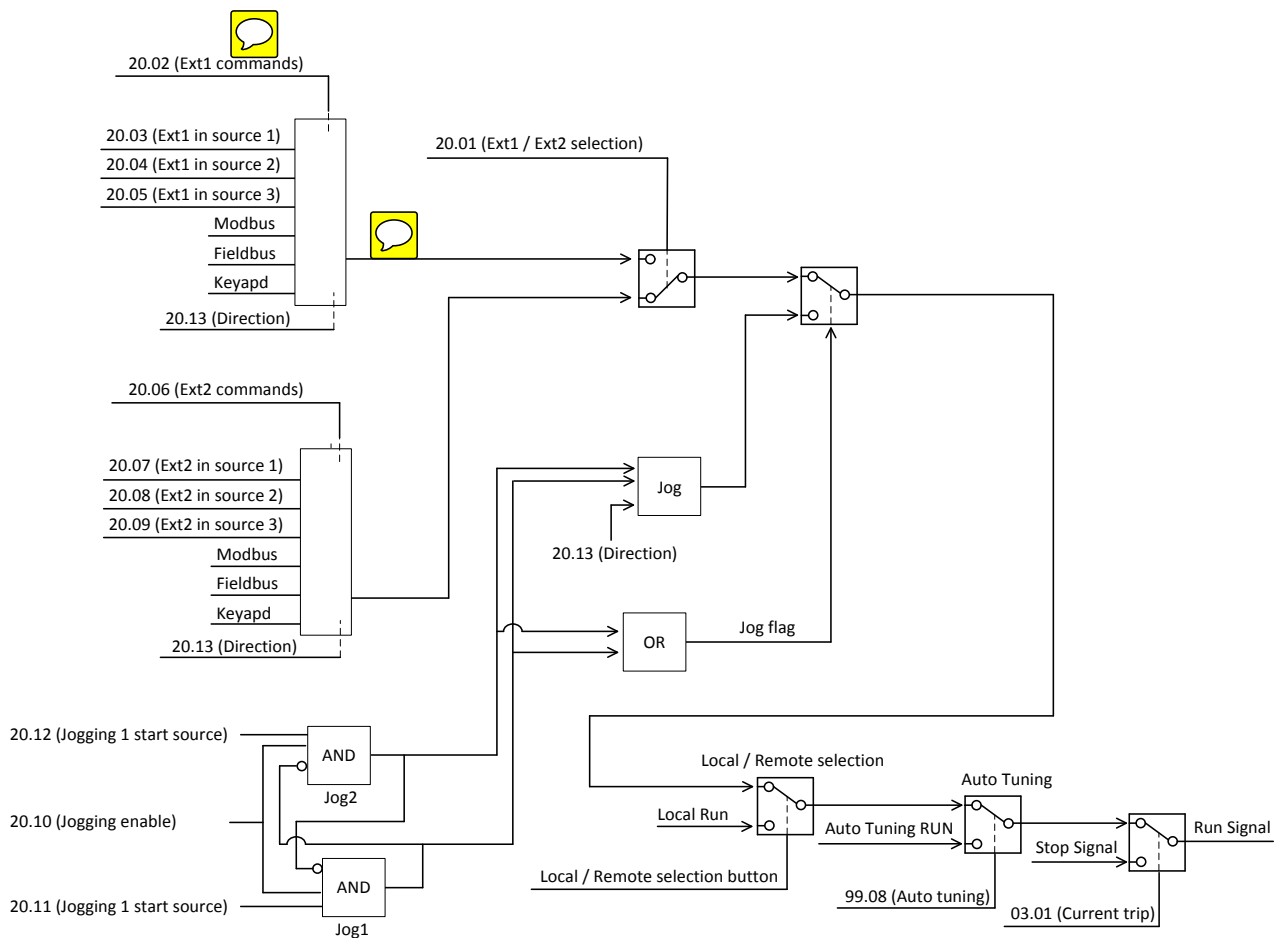 20.02 (Ext1 commands)
20.03 (Ext1 in source 1)
20.04 (Ext1 in source 2)
20.05 (Ext1 in source 3)
Modbus
Fieldbus
Keyapd
20.13 (Direction)
20.01 (Ext1 / Ext2 selection)
20.06 (Ext2 commands)
20.07 (Ext2 in source 1)
20.08 (Ext2 in source 2)
20.09 (Ext2 in source 3)
Modbus
Fieldbus
Keyapd
20.13 (Direction)
Jog
20.13 (Direction)
OR
Jog flag
20.12 (Jogging 1 start source)
AND
Jog2
20.10 (Jogging enable)
AND
20.11 (Jogging 1 start source)
Jog1
Local / Remote selection
Local Run
Local / Remote selection button
Auto Tuning
Auto Tuning RUN
99.08 (Auto tuning)
Stop Signal
Run Signal
03.01 (Current trip)